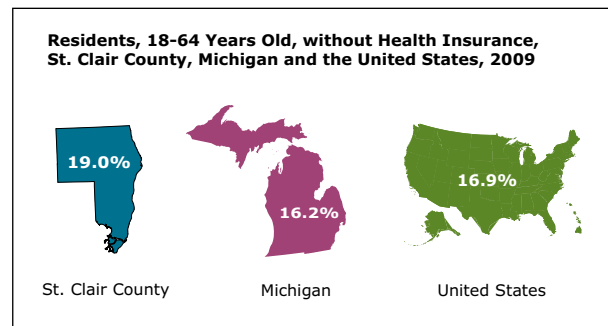 Residents, 18-64 Years Old, without Health Insurance,
St. Clair County, Michigan and the United States, 2009
19.0%
16.2%
16.9%
St. Clair County
Michigan
United States